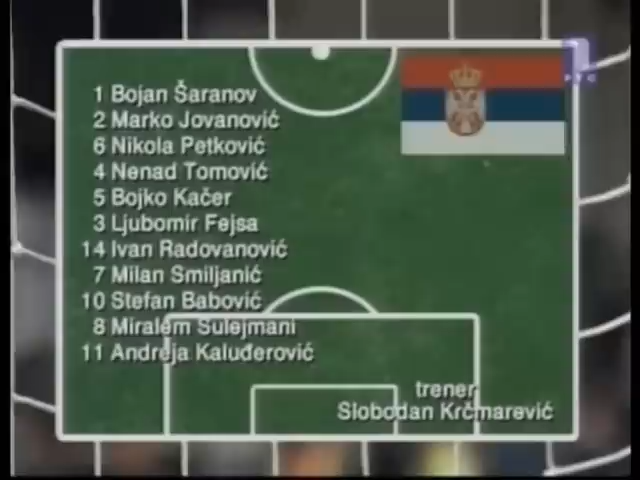 1 Bojan Šaranov
2 Marko Jovanović
6 Nikola Petković
4 Nenad Tomović
5 Bojko Kačer
3 Ljubomir Fejsa
14 Ivan Radovanović
7 Milan Smiljanić
10 Stefan Babović
8 Miralem Sulejmani
11 Andreja Kaluđerović
trener
Slobodan Krčmarević
РТС